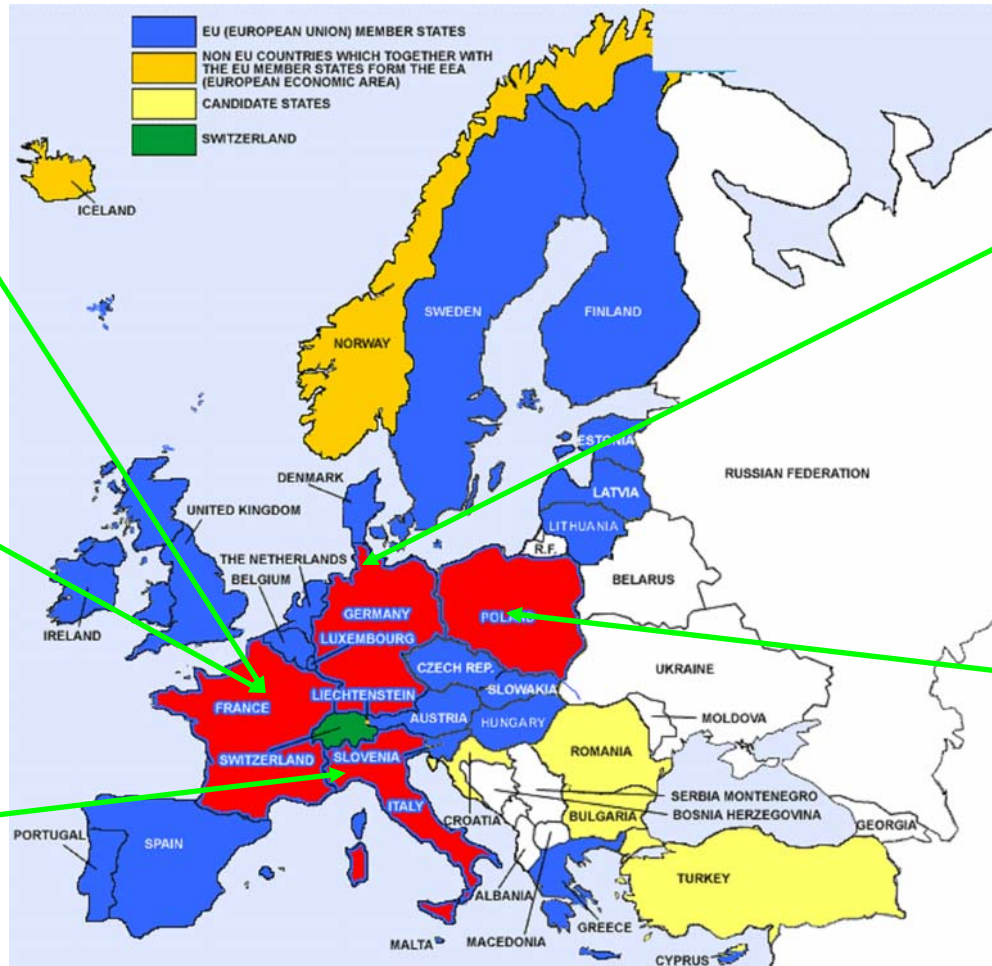 EU (EUROPEAN UNION) MEMBER STATES
NON EU COUNTRIES WHICH TOGETHER WITH
THE EU MEMBER STATES FORM THE EEA
(EUROPEAN ECONOMIC AREA)
CANDIDATE STATES
SWITZERLAND
ICELAND
SWEDEN
FINLAND
NORWAY
ESTONIA
RUSSIAN FEDERATION
DENMARK
LATVIA
UNITED KINGDOM
LITHUANIA
R.F.
THE NETHERLANDS
BELGIUM
BELARUS
IRELAND
GERMANY
POLAND
LUXEMBOURG
CZECH REP.
UKRAINE
SLOWAKIA
LIECHTENSTEIN
FRANCE
AUSTRIA
HUNGARY
MOLDOVA
ROMANIA
SWITZERLAND
SLOVENIA
SERBIA MONTENEGRO
ITALY
BOSNIA HERZEGOVINA
CROATIA
BULGARIA
GEORGIA
PORTUGAL
SPAIN
TURKEY
ALBANIA
GREECE
MALTA
MACEDONIA
CYPRUS